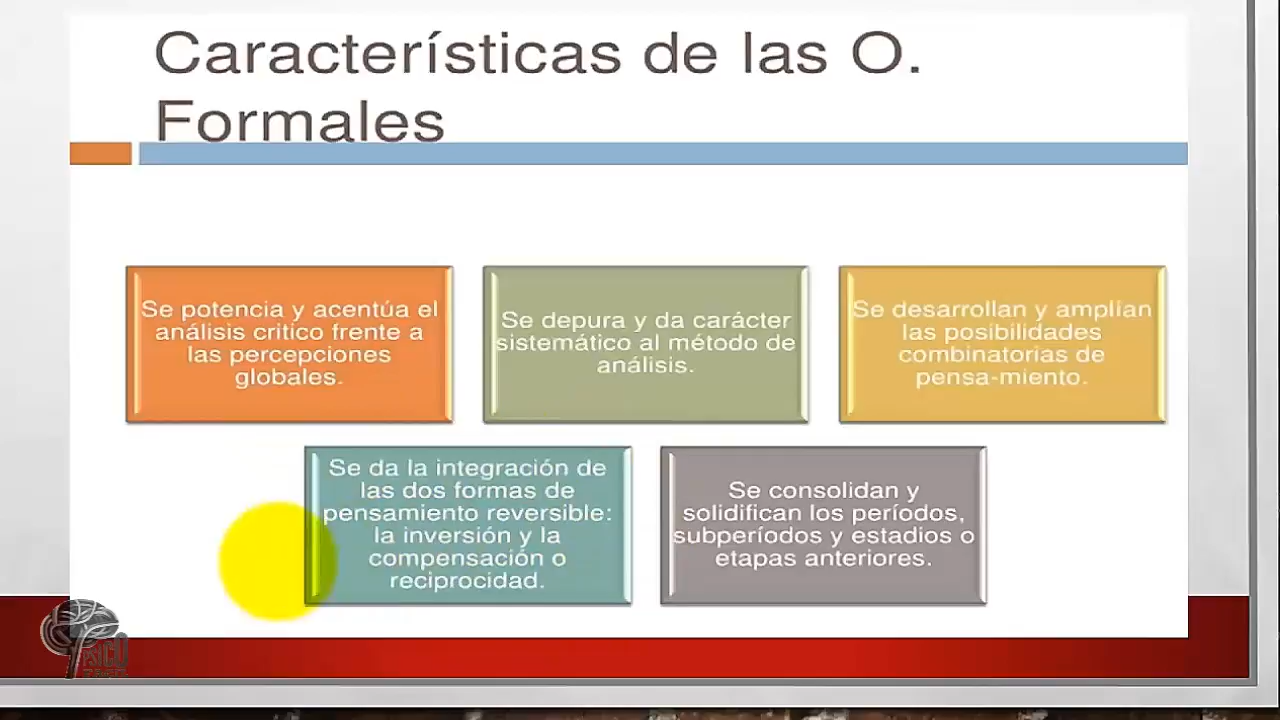 Características de las O.
Formales
Se potencia y acentúa el
análisis critico frente a
las percepciones
globales.
Se depura y da carácter
sistemático al método de
análisis.
Se desarrollan y amplían
las posibilidades
combinatorias de
pensa-miento.
Se da la integración de
las dos formas de
pensamiento reversible:
la inversión y la
compensación o
reciprocidad.
Se consolidan y
solidifican los períodos,
subperíodos y estadios o
etapas anteriores.
PSICO